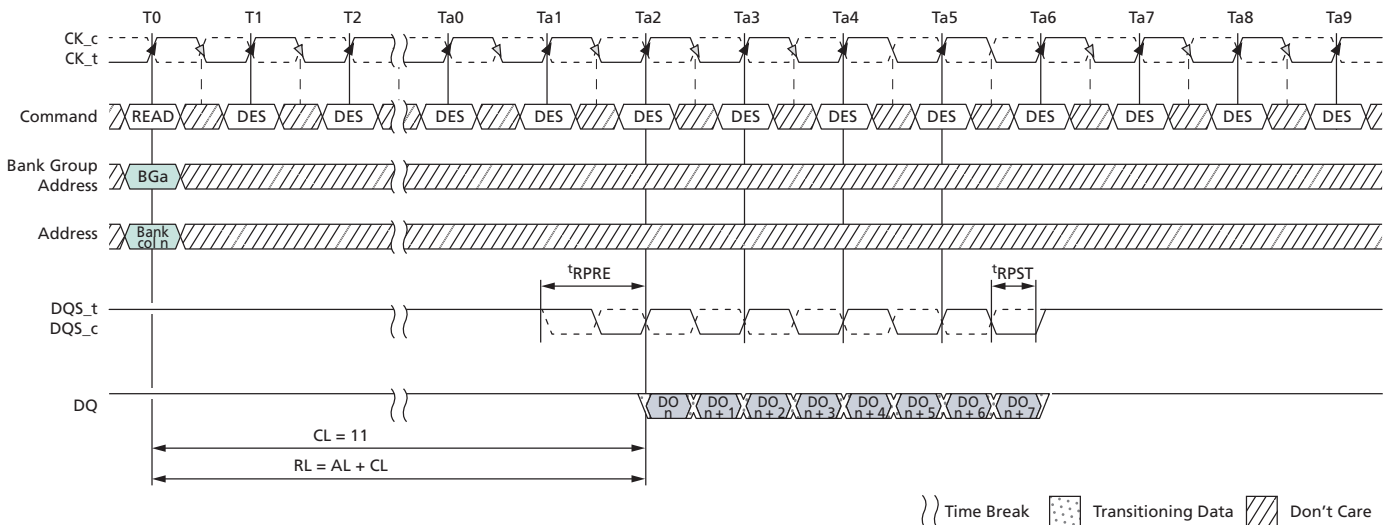 T0 T1 T2 Ta0 Ta1 Ta2 Ta3 Ta4 Ta5 Ta6 Ta7 Ta8 Ta9
CK_c
CK_t
Command READ DES DES DES DES DES DES DES DES DES DES DES DES
Bank Group
Address
BGa
Address
Bank
col n
tRPRE
tRPST
DQS_t
DQS_c
DQ
DO
n
DO
n + 1
DO
n + 2
DO
n + 3
DO
n + 4
DO
n + 5
DO
n + 6
DO
n + 7
CL = 11
RL = AL + CL
Time Break Transitioning Data Don't Care